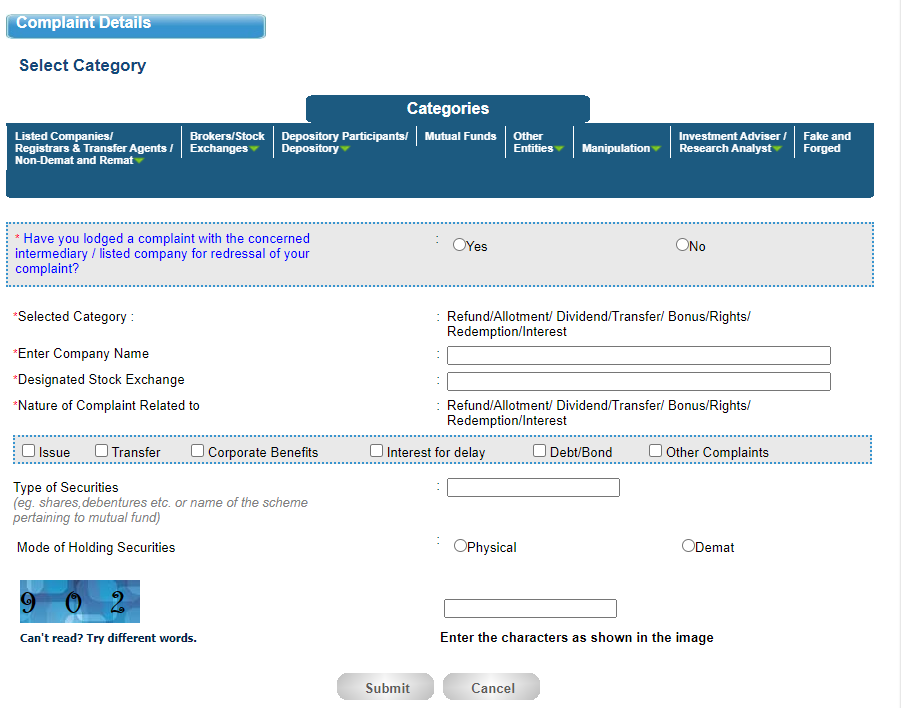 Complaint Details
Select Category
Categories
Listed Companies/
Registrars & Transfer Agents /
Non-Demat and Remat
Brokers/Stock
Exchanges
Depository Participants/
Depository
Mutual Funds
Other
Entities
Manipulation
Investment Adviser /
Research Analyst
Fake and
Forged
* Have you lodged a complaint with the concerned
intermediary / listed company for redressal of your
complaint?
:
Yes
No
*Selected Category :
: Refund/Allotment/ Dividend/Transfer/ Bonus/Rights/
Redemption/Interest
*Enter Company Name :
*Designated Stock Exchange :
*Nature of Complaint Related to : Refund/Allotment/ Dividend/Transfer/ Bonus/Rights/
Redemption/Interest
Issue Transfer Corporate Benefits Interest for delay Debt/Bond Other Complaints
Type of Securities :
(eg. shares,debentures etc. or name of the scheme
pertaining to mutual fund)
Mode of Holding Securities : Physical Demat
9 0 2
Can't read? Try different words.
Enter the characters as shown in the image
Submit Cancel